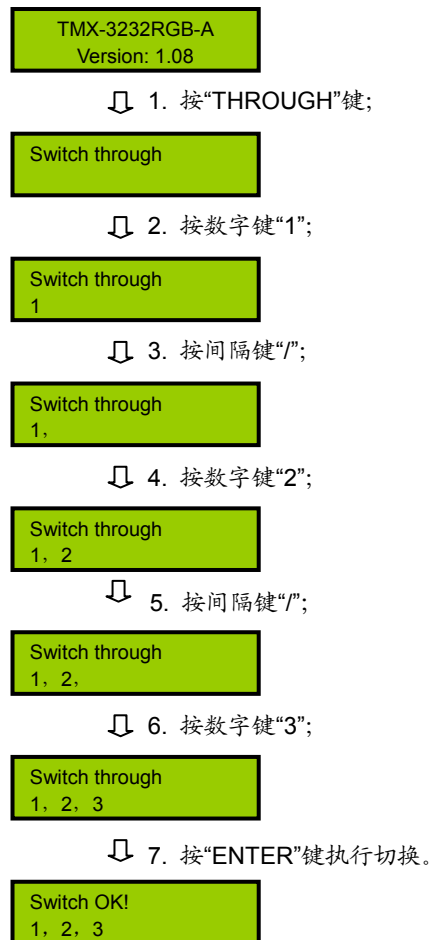 TMX-3232RGB-A
Version: 1.08
1. 按“THROUGH”键;
Switch through
2. 按数字键“1”;
Switch through
1
3. 按间隔键“/”;
Switch through
1,
4. 按数字键“2”;
Switch through
1, 2
5. 按间隔键“/”;
Switch through
1, 2,
6. 按数字键“3”;
Switch through
1, 2, 3
7. 按“ENTER”键执行切换。
Switch OK!
1, 2, 3